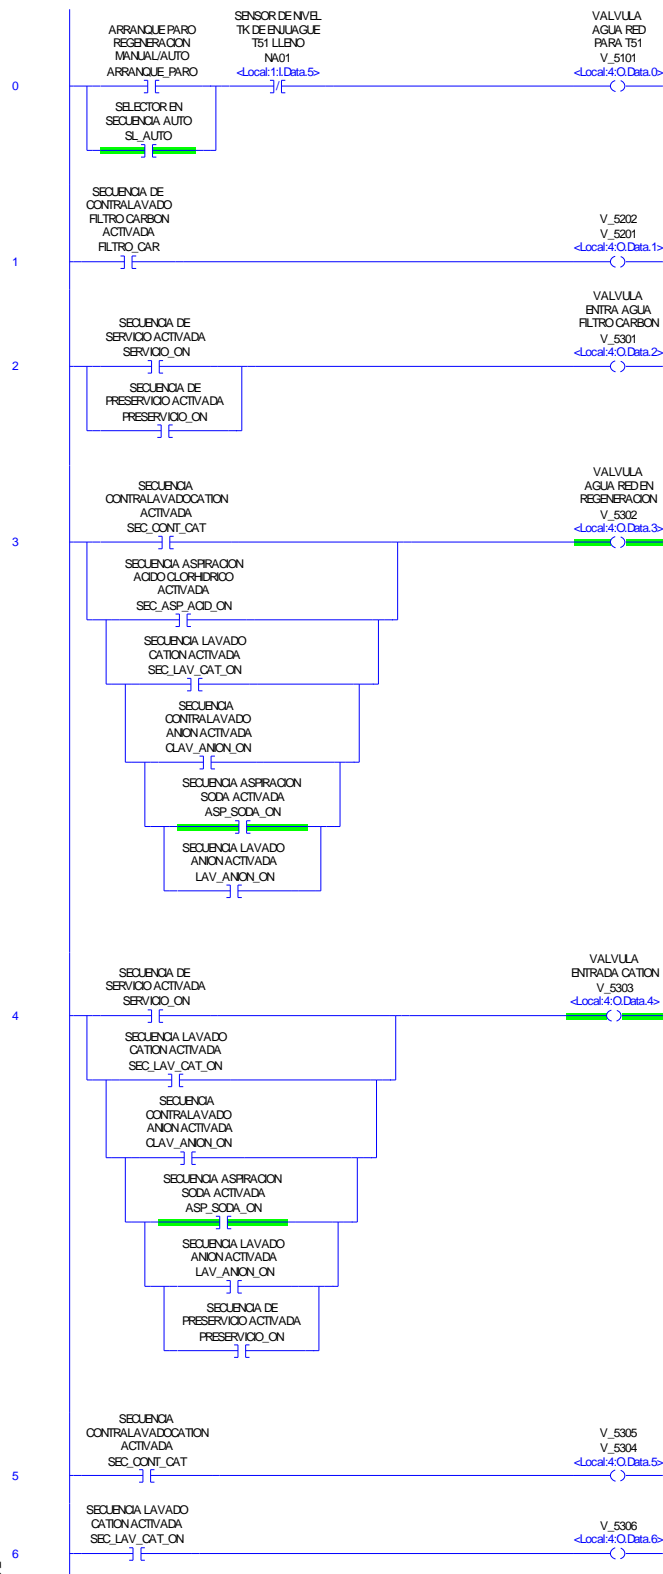 ARRANQUE PARO
REGENERACION
MANUAL/AUTO
ARRANQUE_PARO
SENSOR DE NIVEL
TK DE ENJUAGUE
T51 LLENO
NA01
<Local:1:I.Data.5>
VALVULA
AGUA RED
PARA T51
V_5101
<Local:4:O.Data.0>
0
SELECTOR EN
SECUENCIA AUTO
SL_AUTO
SECUENCIA DE
CONTRALAVADO
FILTRO CARBON
ACTIVADA
FILTRO_CAR
V_5202
V_5201
<Local:4:O.Data.1>
1
SECUENCIA DE
SERVICIO ACTIVADA
SERVICIO_ON
VALVULA
ENTRA AGUA
FILTRO CARBON
V_5301
<Local:4:O.Data.2>
2
SECUENCIA DE
PRESERVICIO ACTIVADA
PRESERVICIO_ON
SECUENCIA
CONTRALAVADOCATION
ACTIVADA
SEC_CONT_CAT
VALVULA
AGUA RED EN
REGENERACION
V_5302
<Local:4:O.Data.3>
3
SECUENCIA ASPIRACION
ACIDO CLORHIDRICO
ACTIVADA
SEC_ASP_ACID_ON
SECUENCIA LAVADO
CATION ACTIVADA
SEC_LAV_CAT_ON
SECUENCIA
CONTRALAVADO
ANION ACTIVADA
CLAV_ANION_ON
SECUENCIA ASPIRACION
SODA ACTIVADA
ASP_SODA_ON
SECUENCIA LAVADO
ANION ACTIVADA
LAV_ANION_ON
SECUENCIA DE
SERVICIO ACTIVADA
SERVICIO_ON
VALVULA
ENTRADA CATION
V_5303
<Local:4:O.Data.4>
4
SECUENCIA LAVADO
CATION ACTIVADA
SEC_LAV_CAT_ON
SECUENCIA
CONTRALAVADO
ANION ACTIVADA
CLAV_ANION_ON
SECUENCIA ASPIRACION
SODA ACTIVADA
ASP_SODA_ON
SECUENCIA LAVADO
ANION ACTIVADA
LAV_ANION_ON
SECUENCIA DE
PRESERVICIO ACTIVADA
PRESERVICIO_ON
SECUENCIA
CONTRALAVADOCATION
ACTIVADA
SEC_CONT_CAT
V_5305
V_5304
<Local:4:O.Data.5>
5
SECUENCIA LAVADO
CATION ACTIVADA
SEC_LAV_CAT_ON
V_5306
<Local:4:O.Data.6>
6